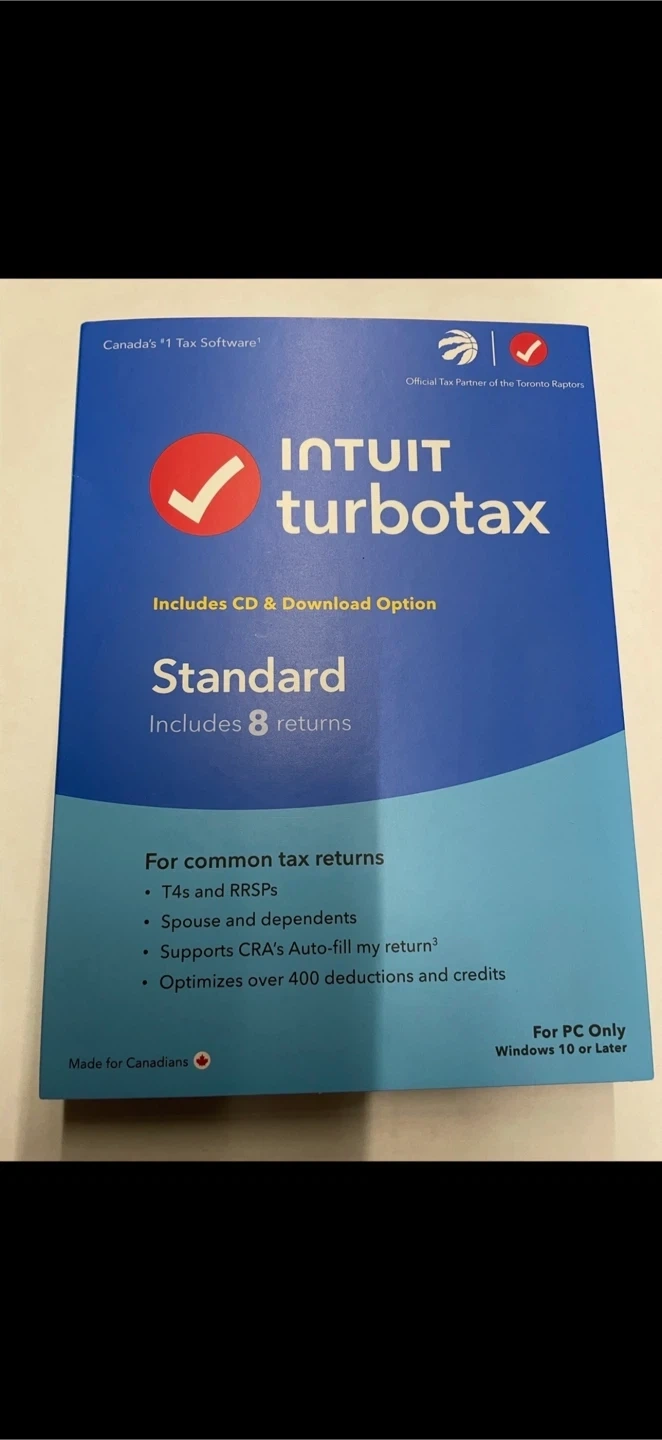 Canada's #1 Tax Software¹
Official Tax Partner of the Toronto Raptors
INTUIT
turbotax
Includes CD & Download Option
Standard
Includes 8 returns
For common tax returns
• T4s and RRSPs
• Spouse and dependents
• Supports CRA's Auto-fill my return³
• Optimizes over 400 deductions and credits
For PC Only
Windows 10 or Later
Made for Canadians